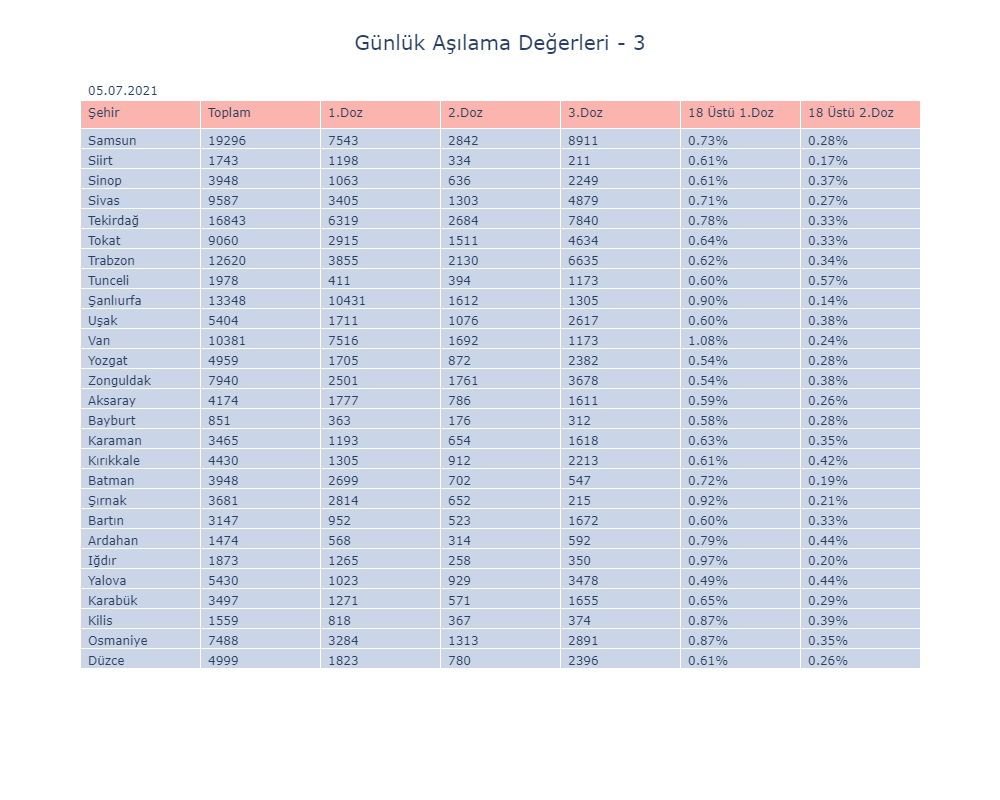 Günlük Aşılama Değerleri - 3
05.07.2021
Şehir Toplam 1.Doz 2.Doz 3.Doz 18 Üstü 1.Doz 18 Üstü 2.Doz
Samsun 19296 7543 2842 8911 0.73% 0.28%
Siirt 1743 1198 334 211 0.61% 0.17%
Sinop 3948 1063 636 2249 0.61% 0.37%
Sivas 9587 3405 1303 4879 0.71% 0.27%
Tekirdağ 16843 6319 2684 7840 0.78% 0.33%
Tokat 9060 2915 1511 4634 0.64% 0.33%
Trabzon 12620 3855 2130 6635 0.62% 0.34%
Tunceli 1978 411 394 1173 0.60% 0.57%
Şanlıurfa 13348 10431 1612 1305 0.90% 0.14%
Uşak 5404 1711 1076 2617 0.60% 0.38%
Van 10381 7516 1692 1173 1.08% 0.24%
Yozgat 4959 1705 872 2382 0.54% 0.28%
Zonguldak 7940 2501 1761 3678 0.54% 0.38%
Aksaray 4174 1777 786 1611 0.59% 0.26%
Bayburt 851 363 176 312 0.58% 0.28%
Karaman 3465 1193 654 1618 0.63% 0.35%
Kırıkkale 4430 1305 912 2213 0.61% 0.42%
Batman 3948 2699 702 547 0.72% 0.19%
Şırnak 3681 2814 652 215 0.92% 0.21%
Bartın 3147 952 523 1672 0.60% 0.33%
Ardahan 1474 568 314 592 0.79% 0.44%
Iğdır 1873 1265 258 350 0.97% 0.20%
Yalova 5430 1023 929 3478 0.49% 0.44%
Karabük 3497 1271 571 1655 0.65% 0.29%
Kilis 1559 818 367 374 0.87% 0.39%
Osmaniye 7488 3284 1313 2891 0.87% 0.35%
Düzce 4999 1823 780 2396 0.61% 0.26%